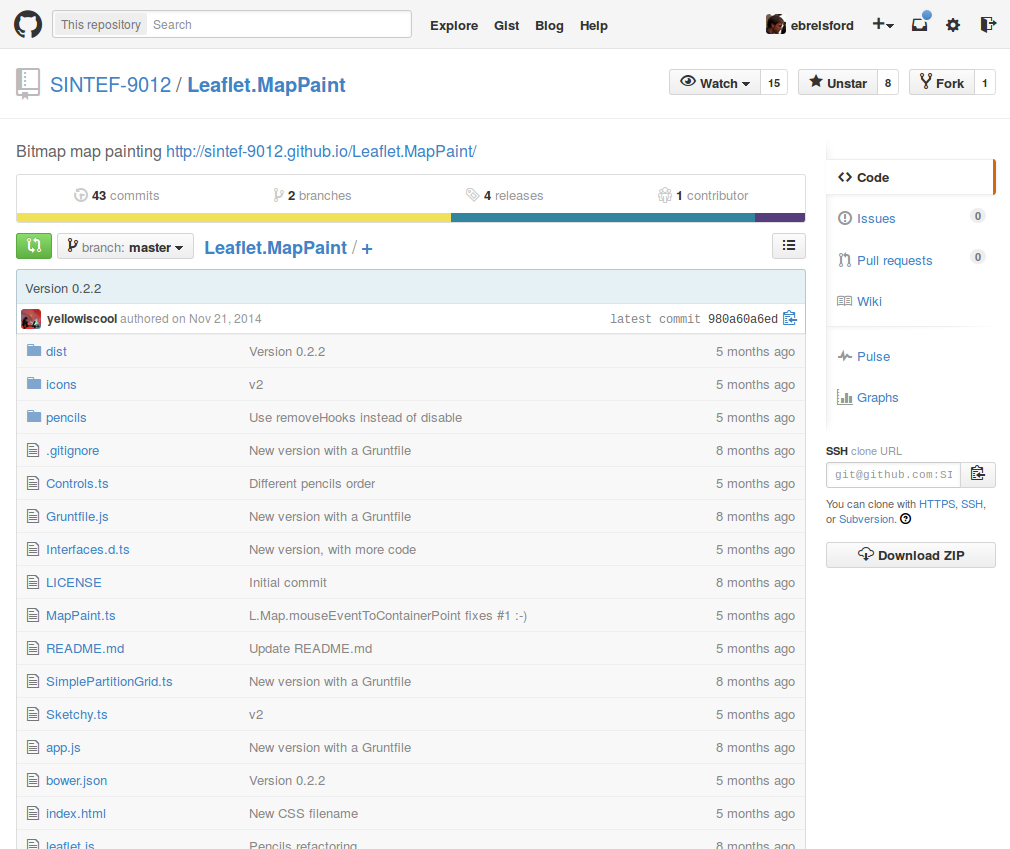 This repository Search Explore Gist Blog Help ebrelsford
SINTEF-9012 / Leaflet.MapPaint Watch 15 Unstar 8 Fork 1
Bitmap map painting http://sintef-9012.github.io/Leaflet.MapPaint/
43 commits 2 branches 4 releases 1 contributor
branch: master Leaflet.MapPaint / +
Version 0.2.2
yellowiscool authored on Nov 21, 2014 latest commit 980a60a6ed
dist Version 0.2.2 5 months ago
icons v2 5 months ago
pencils Use removeHooks instead of disable 5 months ago
.gitignore New version with a Gruntfile 8 months ago
Controls.ts Different pencils order 5 months ago
Gruntfile.js New version with a Gruntfile 8 months ago
Interfaces.d.ts New version, with more code 5 months ago
LICENSE Initial commit 8 months ago
MapPaint.ts L.Map.mouseEventToContainerPoint fixes #1 :-) 5 months ago
README.md Update README.md 5 months ago
SimplePartitionGrid.ts New version with a Gruntfile 8 months ago
Sketchy.ts v2 5 months ago
app.js New version with a Gruntfile 8 months ago
bower.json Version 0.2.2 5 months ago
index.html New CSS filename 5 months ago
leaflet.js Pencils refactoring 8 months ago
Code
Issues 0
Pull requests 0
Wiki
Pulse
Graphs
SSH clone URL
git@github.com:SI
You can clone with HTTPS, SSH,
or Subversion.
Download ZIP